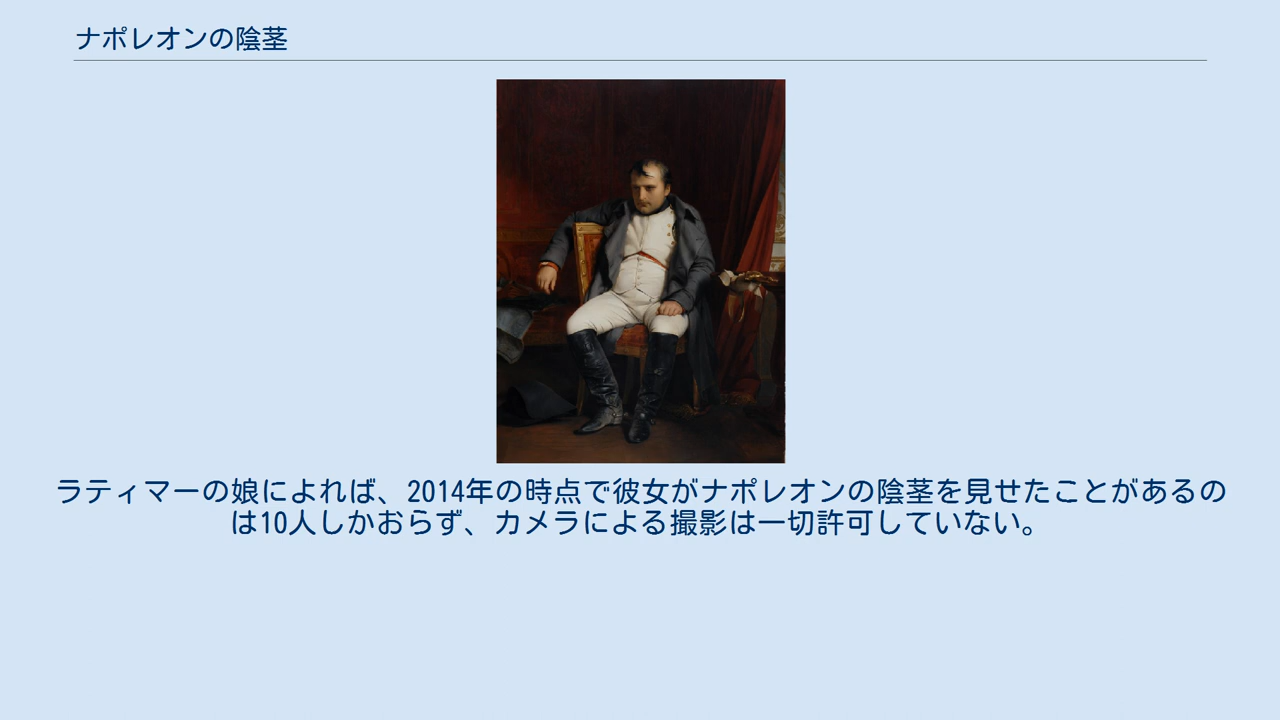 ナポレオンの陰茎
ラティマーの娘によれば、2014年の時点で彼女がナポレオンの陰茎を見せたことがあるの
は10人しかおらず、カメラによる撮影は一切許可していない。